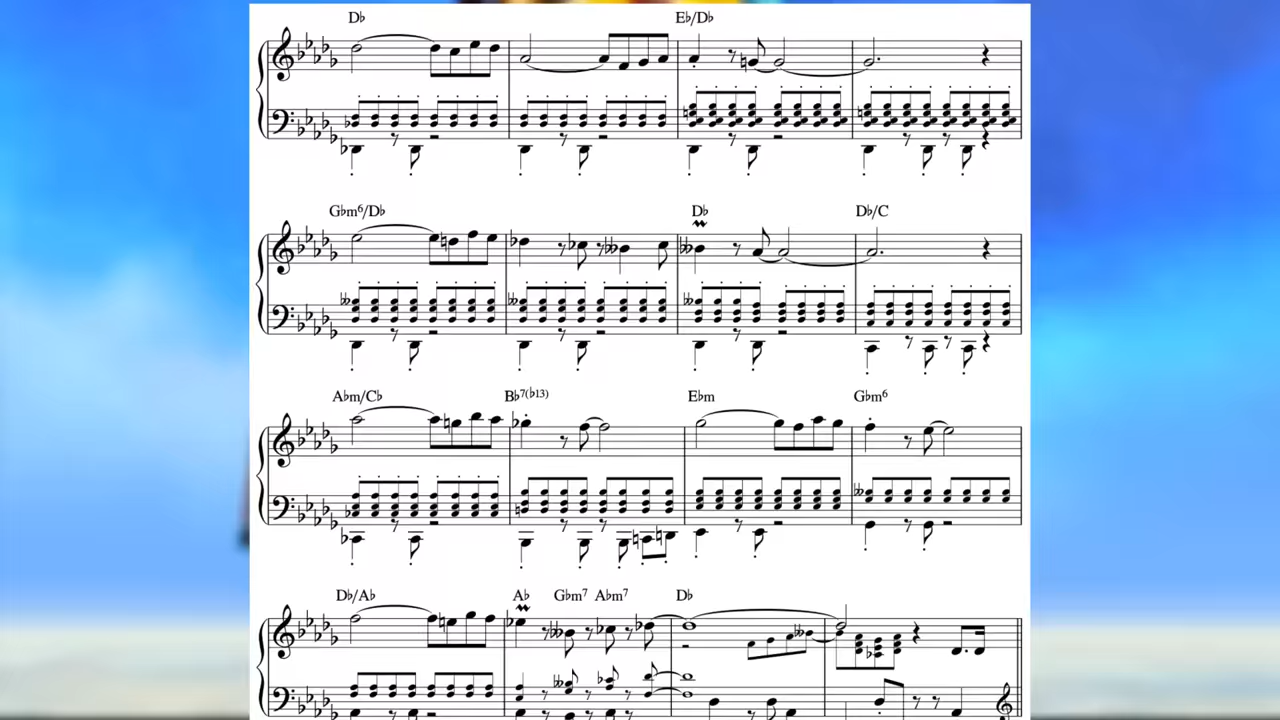 D♭ E♭/D♭
G♭m6/D♭ D♭ D♭/C
A♭m/C♭ B♭7(♭13) E♭m G♭m6
D♭/A♭ A♭ G♭m7 A♭m7 D♭